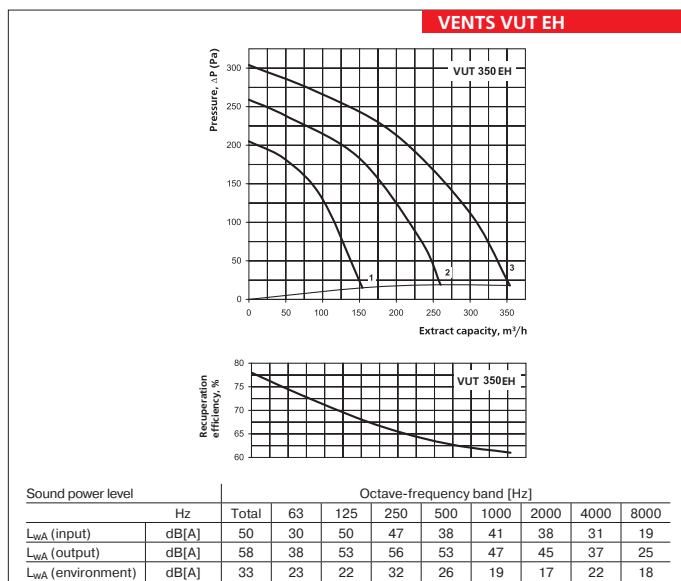 VENTS VUT EH
Pressure, ΔP (Pa)
VUT 350 EH
300
250
200
150
100
50
0
1
2
3
0 50 100 150 200 250 300 350
Extract capacity, m³/h
Recuperation
efficiency, %
VUT 350EH
80
75
70
65
60
Sound power level Octave-frequency band [Hz]
Hz Total 63 125 250 500 1000 2000 4000 8000
LwA (input) dB[A] 50 30 50 47 38 41 38 31 19
LwA (output) dB[A] 58 38 53 56 53 47 45 37 25
LwA (environment) dB[A] 33 23 22 32 26 19 17 22 18